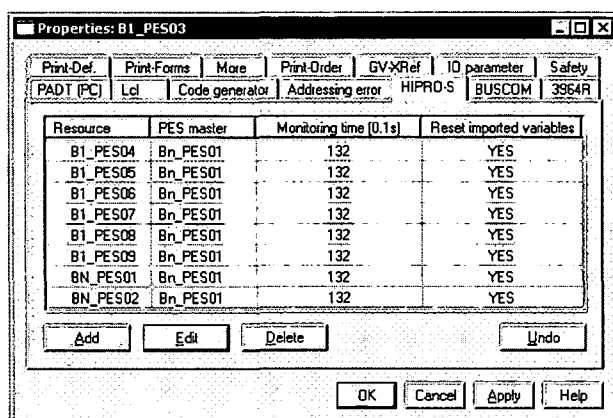 Properties: B1_PES03
Print-Def. Print-Forms More Print-Order GV-XRef IO parameter Safety
PADT (PC) Lcl Code generator Addressing error HIPRO-S BUSCOM 3964R
Resource PES master Monitoring time [0.1s] Reset imported variables
B1_PES04 Bn_PES01 132 YES
B1_PES05 Bn_PES01 132 YES
B1_PES06 Bn_PES01 132 YES
B1_PES07 Bn_PES01 132 YES
B1_PES08 Bn_PES01 132 YES
B1_PES09 Bn_PES01 132 YES
BN_PES01 Bn_PES01 132 YES
BN_PES02 Bn_PES01 132 YES
Add Edit Delete Undo
OK Cancel Apply Help